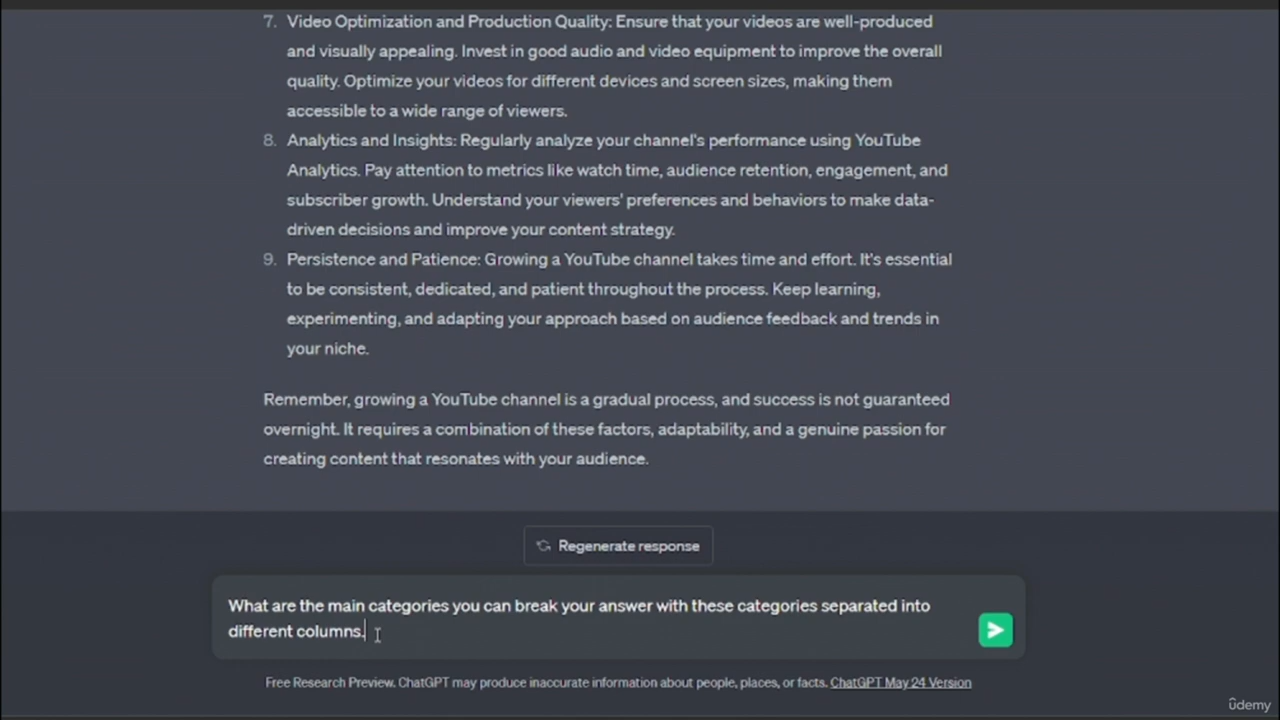 7. Video Optimization and Production Quality: Ensure that your videos are well-produced
and visually appealing. Invest in good audio and video equipment to improve the overall
quality. Optimize your videos for different devices and screen sizes, making them
accessible to a wide range of viewers.
8. Analytics and Insights: Regularly analyze your channel's performance using YouTube
Analytics. Pay attention to metrics like watch time, audience retention, engagement, and
subscriber growth. Understand your viewers' preferences and behaviors to make data-
driven decisions and improve your content strategy.
9. Persistence and Patience: Growing a YouTube channel takes time and effort. It's essential
to be consistent, dedicated, and patient throughout the process. Keep learning,
experimenting, and adapting your approach based on audience feedback and trends in
your niche.
Remember, growing a YouTube channel is a gradual process, and success is not guaranteed
overnight. It requires a combination of these factors, adaptability, and a genuine passion for
creating content that resonates with your audience.
Regenerate response
What are the main categories you can break your answer with these categories separated into
different columns.
Free Research Preview. ChatGPT may produce inaccurate information about people, places, or facts. ChatGPT May 24 Version
ûdemy